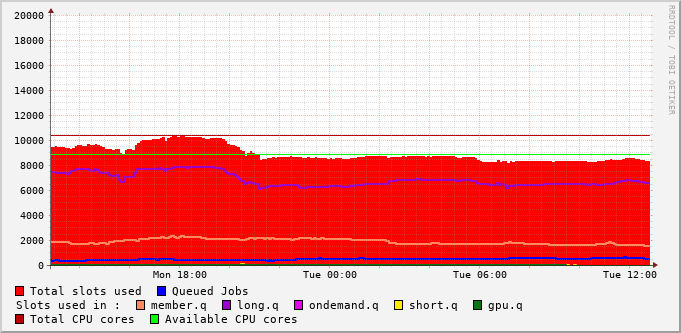 20000
18000
16000
14000
12000
10000
8000
6000
4000
2000
0
Mon 18:00 Tue 00:00 Tue 06:00 Tue 12:00
RRDTOOL / TOBI OETIKER
Total slots used Queued Jobs
Slots used in : member.q long.q ondemand.q short.q gpu.q
Total CPU cores Available CPU cores